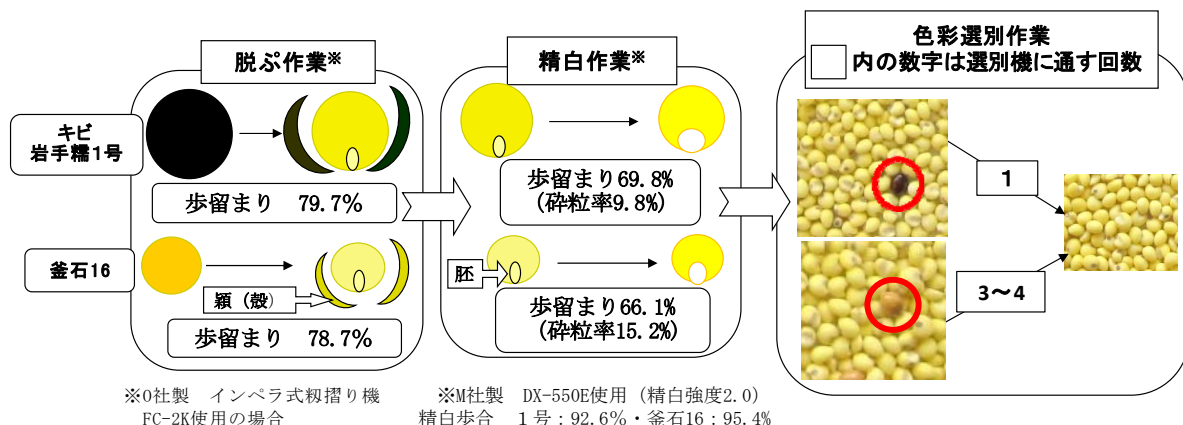 脱ぷ作業※
精白作業※
色彩選別作業
内の数字は選別機に通す回数
キビ
岩手糯1号
歩留まり 79.7%
歩留まり69.8%
(砕粒率9.8%)
1
釜石16
穎（殻）
歩留まり 78.7%
胚
歩留まり66.1%
(砕粒率15.2%)
3～4
※O社製 インペラ式籾摺り機
FC-2K使用の場合
※M社製 DX-550E使用（精白強度2.0）
精白歩合 1号：92.6%・釜石16：95.4%